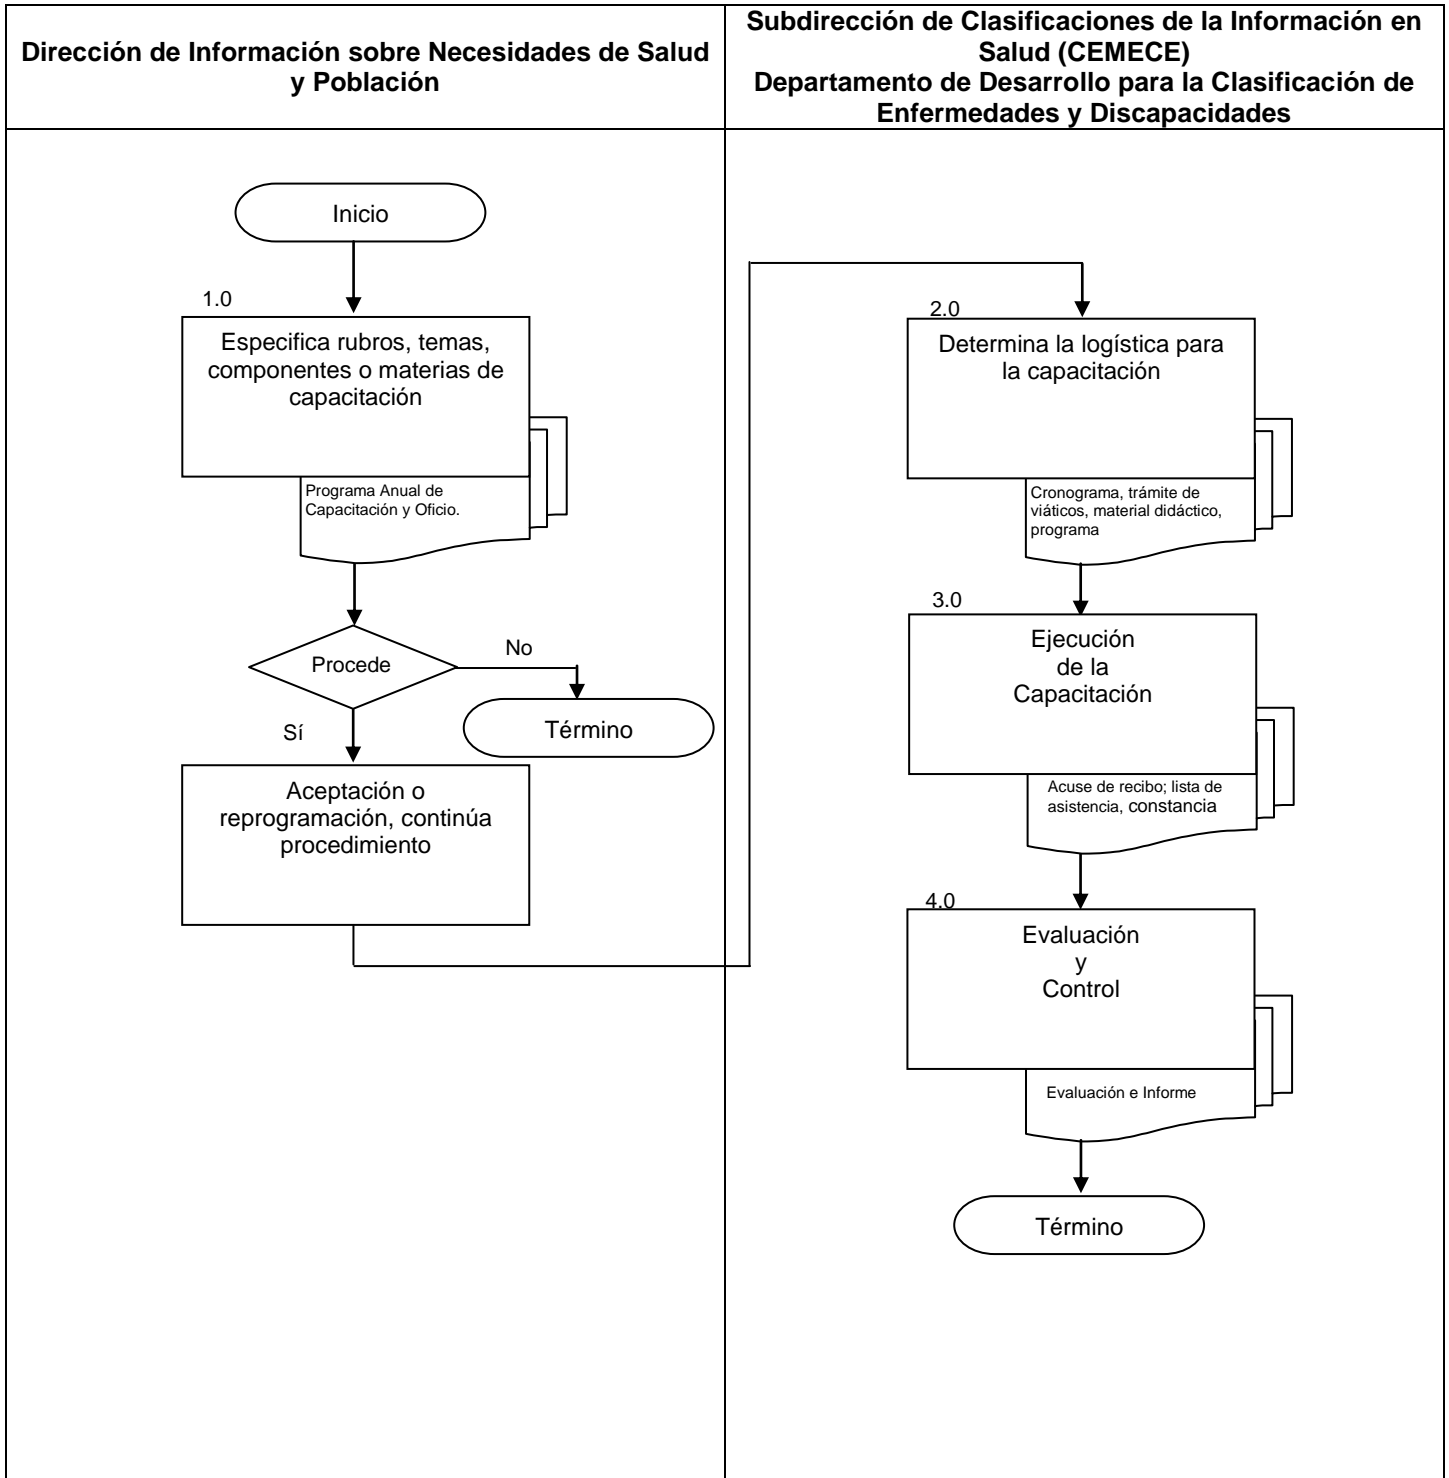 Dirección de Información sobre Necesidades de Salud
y Población
Subdirección de Clasificaciones de la Información en
Salud (CEMECE)
Departamento de Desarrollo para la Clasificación de
Enfermedades y Discapacidades
Inicio
1.0
Especifica rubros, temas,
componentes o materias de
capacitación
Programa Anual de
Capacitación y Oficio.
Procede
No
Término
Sí
Aceptación o
reprogramación, continúa
procedimiento
2.0
Determina la logística para
la capacitación
Cronograma, trámite de
viáticos, material didáctico,
programa
3.0
Ejecución
de la
Capacitación
Acuse de recibo; lista de
asistencia, constancia
4.0
Evaluación
y
Control
Evaluación e Informe
Término